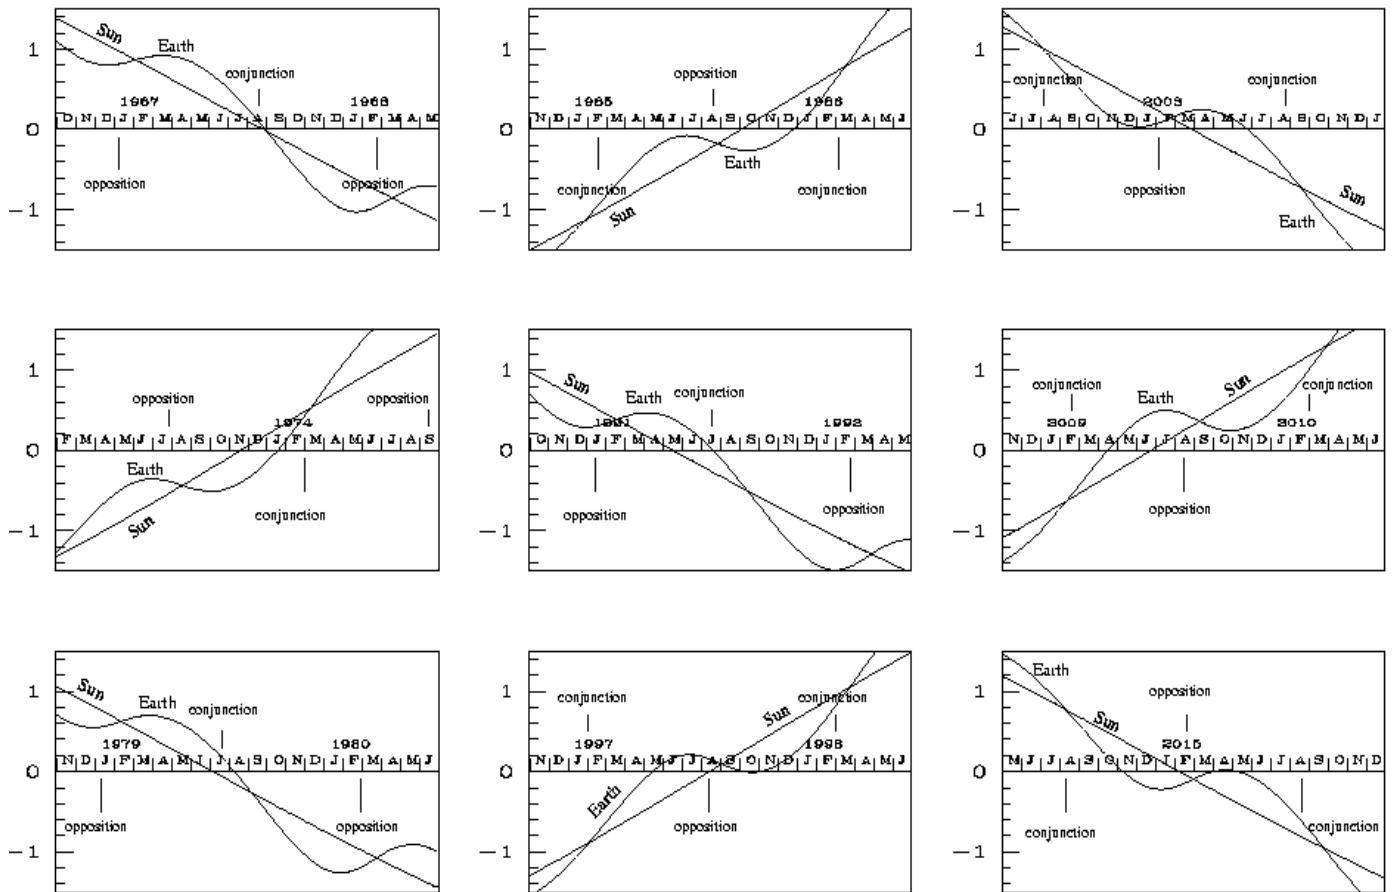 1
Sun
Earth
conjunction
1967 1968
O N D J F M A M J J A S O N D J F M A M
0
opposition opposition
−1
1
opposition
1985 1986
N D J F M A M J J A S O N D J F M A M J
0
Earth
conjunction conjunction
Sun
−1
1
conjunction conjunction
2003
J J A S O N D J F M A M J J A S O N D J
0
opposition
Sun
Earth
−1
1
opposition opposition
1974
F M A M J J A S O N D J F M A M J J A S
0
Earth
Sun
conjunction
−1
1
Sun
Earth
conjunction
1991 1992
O N D J F M A M J J A S O N D J F M A M
0
opposition opposition
−1
1
conjunction Earth Sun conjunction
2009 2010
N D J F M A M J J A S O N D J F M A M J
0
opposition
−1
1
Sun
Earth
conjunction
1979 1980
N D J F M A M J J A S O N D J F M A M J
0
opposition opposition
−1
1
conjunction conjunction
Sun
1997 1998
N D J F M A M J J A S O N D J F M A M J
0
Earth
opposition
−1
1
Earth
opposition
Sun
2015
M J J A S O N D J F M A M J J A S O N D
0
conjunction conjunction
−1